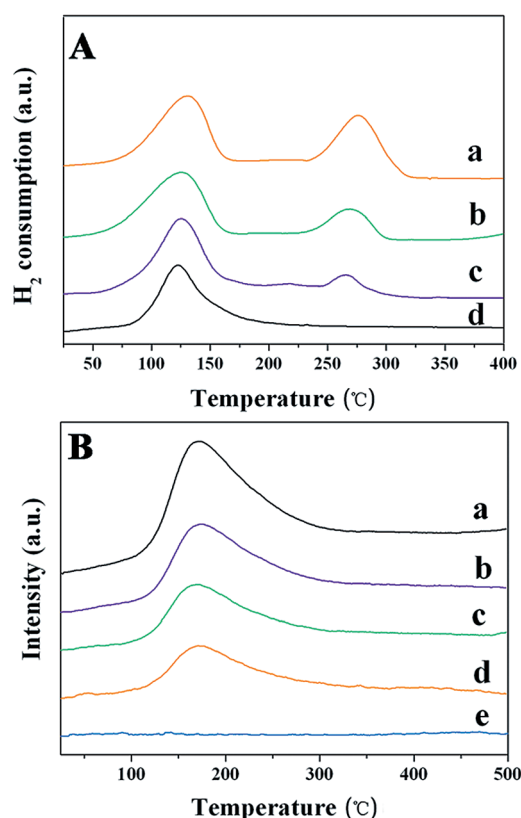 A
H2 consumption (a.u.)
a
b
c
d
50 100 150 200 250 300 350 400
Temperature (℃)
B
Intensity (a.u.)
a
b
c
d
e
100 200 300 400 500
Temperature (℃)